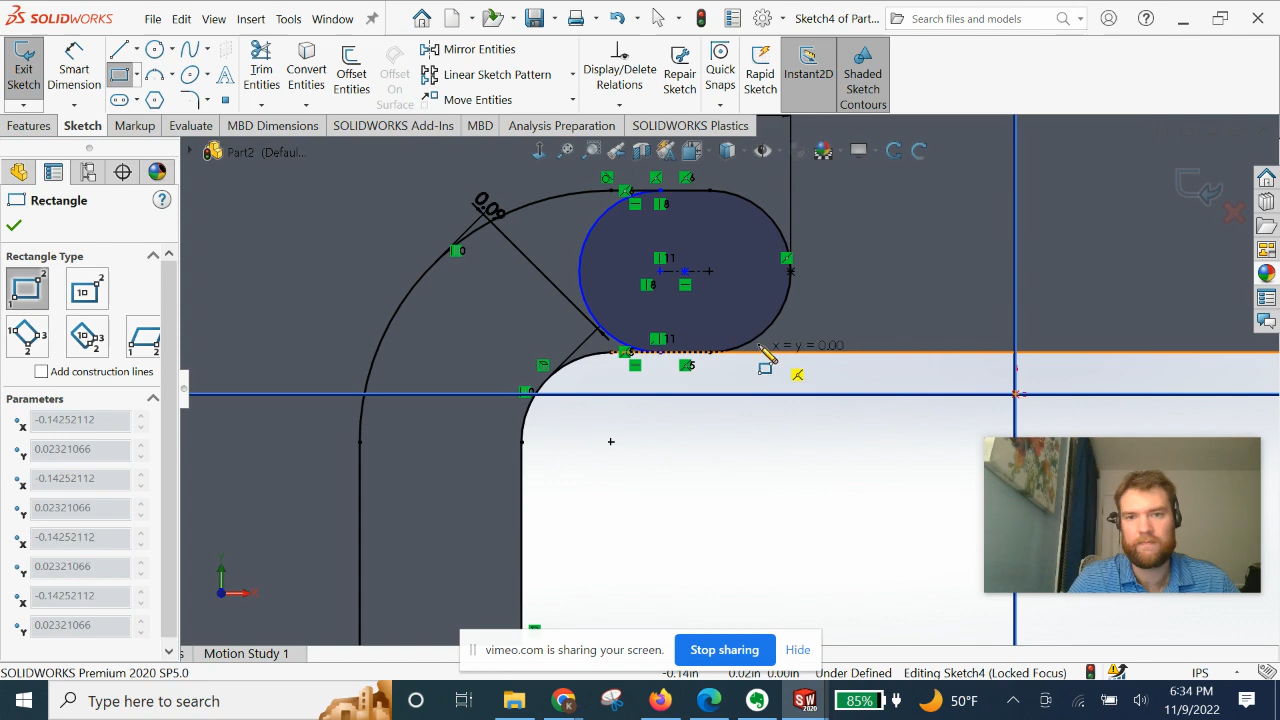 SOLIDWORKS
File Edit View Insert Tools Window
Sketch4 of Part...
Search files and models
Exit Sketch
Smart Dimension
Trim Entities
Convert Entities
Offset Entities
Offset On Surface
Mirror Entities
Linear Sketch Pattern
Move Entities
Display/Delete Relations
Repair Sketch
Quick Snaps
Rapid Sketch
Instant2D
Shaded Sketch Contours
Features Sketch Markup Evaluate MBD Dimensions SOLIDWORKS Add-Ins MBD Analysis Preparation SOLIDWORKS Plastics
Part2 (Defaul...
Rectangle
Rectangle Type
Add construction lines
Parameters
-0.14252112
0.02321066
-0.14252112
0.02321066
-0.14252112
0.02321066
-0.14252112
0.02321066
0.09
8
11
8
11
5
x = y = 0.00
Motion Study 1
vimeo.com is sharing your screen.
Stop sharing
Hide
SOLIDWORKS Premium 2020 SP5.0
-0.14in 0.02in 0.00in Under Defined Editing Sketch4 (Locked Focus)
IPS
Type here to search
85%
50°F
6:34 PM
11/9/2022